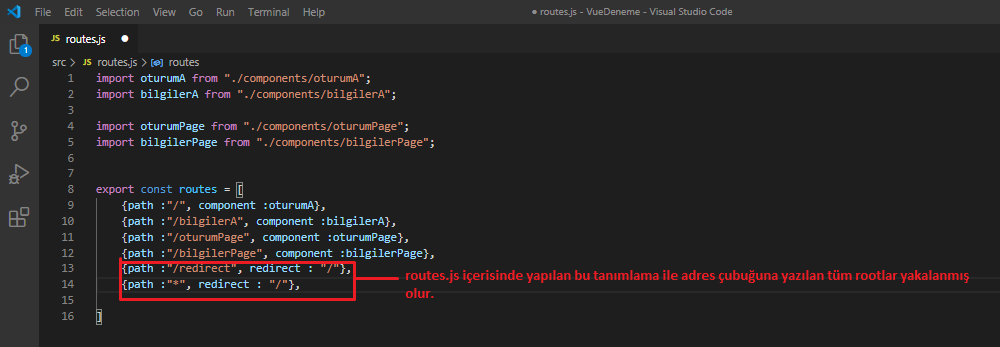 File Edit Selection View Go Run Terminal Help ● routes.js - VueDeneme - Visual Studio Code
JS routes.js ●
1
src > JS routes.js > routes
1 import oturumA from "./components/oturumA";
2 import bilgilerA from "./components/bilgilerA";
3
4 import oturumPage from "./components/oturumPage";
5 import bilgilerPage from "./components/bilgilerPage";
6
7
8 export const routes = [
9 {path :"/", component :oturumA},
10 {path :"/bilgilerA", component :bilgilerA},
11 {path :"/oturumPage", component :oturumPage},
12 {path :"/bilgilerPage", component :bilgilerPage},
13 {path :"/redirect", redirect : "/"},
14 {path :"*", redirect : "/"},
15
16 ]
routes.js içerisinde yapılan bu tanımlama ile adres çubuğuna yazılan tüm rootlar yakalanmış
olur.